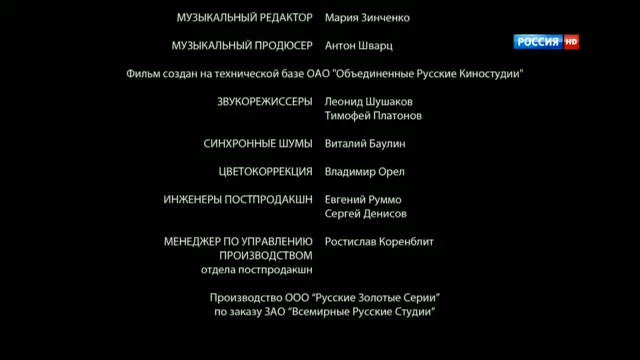 МУЗЫКАЛЬНЫЙ РЕДАКТОР Мария Зинченко
МУЗЫКАЛЬНЫЙ ПРОДЮСЕР Антон Шварц
РОССИЯ HD
Фильм создан на технической базе ОАО "Объединенные Русские Киностудии"
ЗВУКОРЕЖИССЕРЫ Леонид Шушаков
Тимофей Платонов
СИНХРОННЫЕ ШУМЫ Виталий Баулин
ЦВЕТОКОРРЕКЦИЯ Владимир Орел
ИНЖЕНЕРЫ ПОСТПРОДАКШН Евгений Руммо
Сергей Денисов
МЕНЕДЖЕР ПО УПРАВЛЕНИЮ Ростислав Коренблит
ПРОИЗВОДСТВОМ
отдела постпродакшн
Производство ООО “Русские Золотые Серии”
по заказу ЗАО “Всемирные Русские Студии”